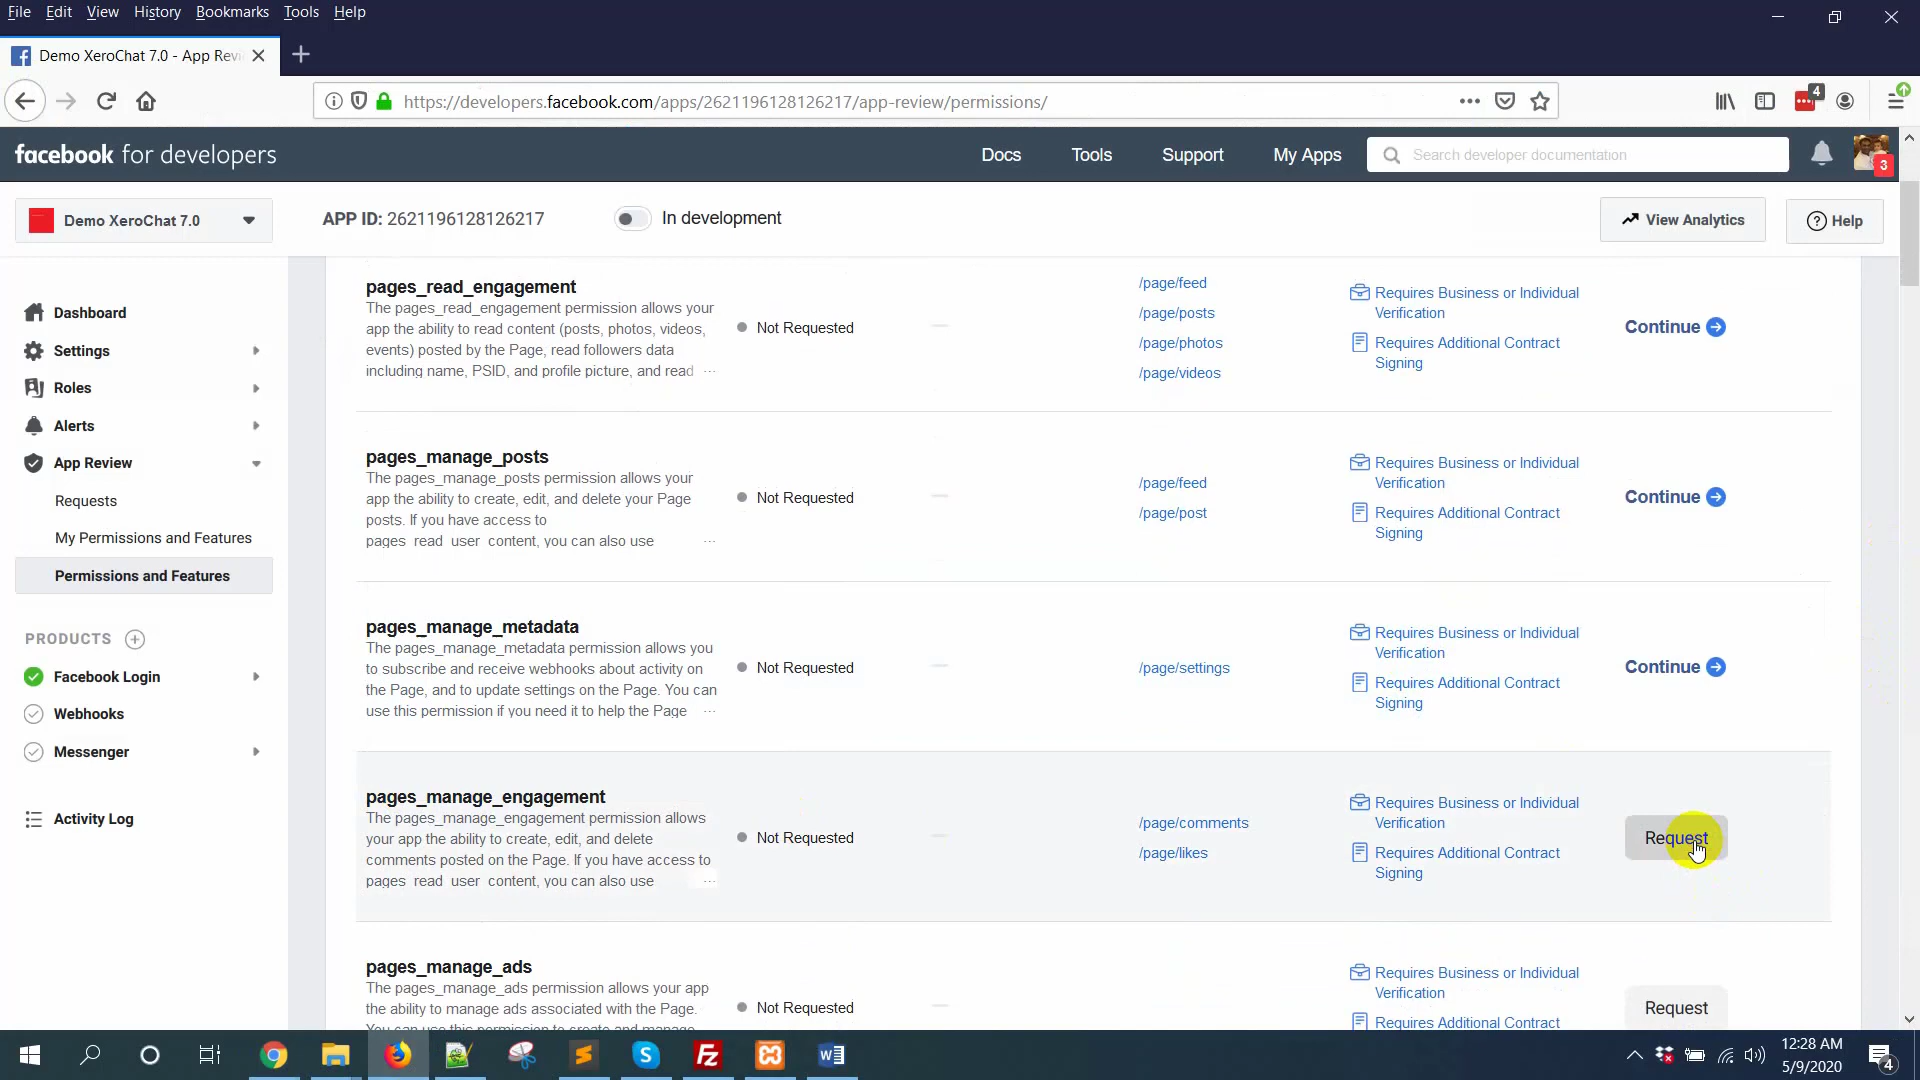 File Edit View History Bookmarks Tools Help
Demo XeroChat 7.0 - App Revi
https://developers.facebook.com/apps/2621196128126217/app-review/permissions/
4
facebook for developers
Docs
Tools
Support
My Apps
Search developer documentation
3
Demo XeroChat 7.0
APP ID: 2621196128126217
In development
View Analytics
Help
Dashboard
Settings
Roles
Alerts
App Review
Requests
My Permissions and Features
Permissions and Features
PRODUCTS
Facebook Login
Webhooks
Messenger
Activity Log
pages_read_engagement
The pages_read_engagement permission allows your
app the ability to read content (posts, photos, videos,
events) posted by the Page, read followers data
including name, PSID, and profile picture, and read ...
Not Requested
/page/feed
/page/posts
/page/photos
/page/videos
Requires Business or Individual
Verification
Requires Additional Contract
Signing
Continue
pages_manage_posts
The pages_manage_posts permission allows your
app the ability to create, edit, and delete your Page
posts. If you have access to
pages_read_user_content, you can also use ...
Not Requested
/page/feed
/page/post
Requires Business or Individual
Verification
Requires Additional Contract
Signing
Continue
pages_manage_metadata
The pages_manage_metadata permission allows you
to subscribe and receive webhooks about activity on
the Page, and to update settings on the Page. You can
use this permission if you need it to help the Page ...
Not Requested
/page/settings
Requires Business or Individual
Verification
Requires Additional Contract
Signing
Continue
pages_manage_engagement
The pages_manage_engagement permission allows
your app the ability to create, edit, and delete
comments posted on the Page. If you have access to
pages_read_user_content, you can also use ...
Not Requested
/page/comments
/page/likes
Requires Business or Individual
Verification
Requires Additional Contract
Signing
Request
pages_manage_ads
The pages_manage_ads permission allows your app
the ability to manage ads associated with the Page.
You can use this permission to create and manage
Not Requested
Requires Business or Individual
Verification
Requires Additional Contract
Request
12:28 AM
5/9/2020
4